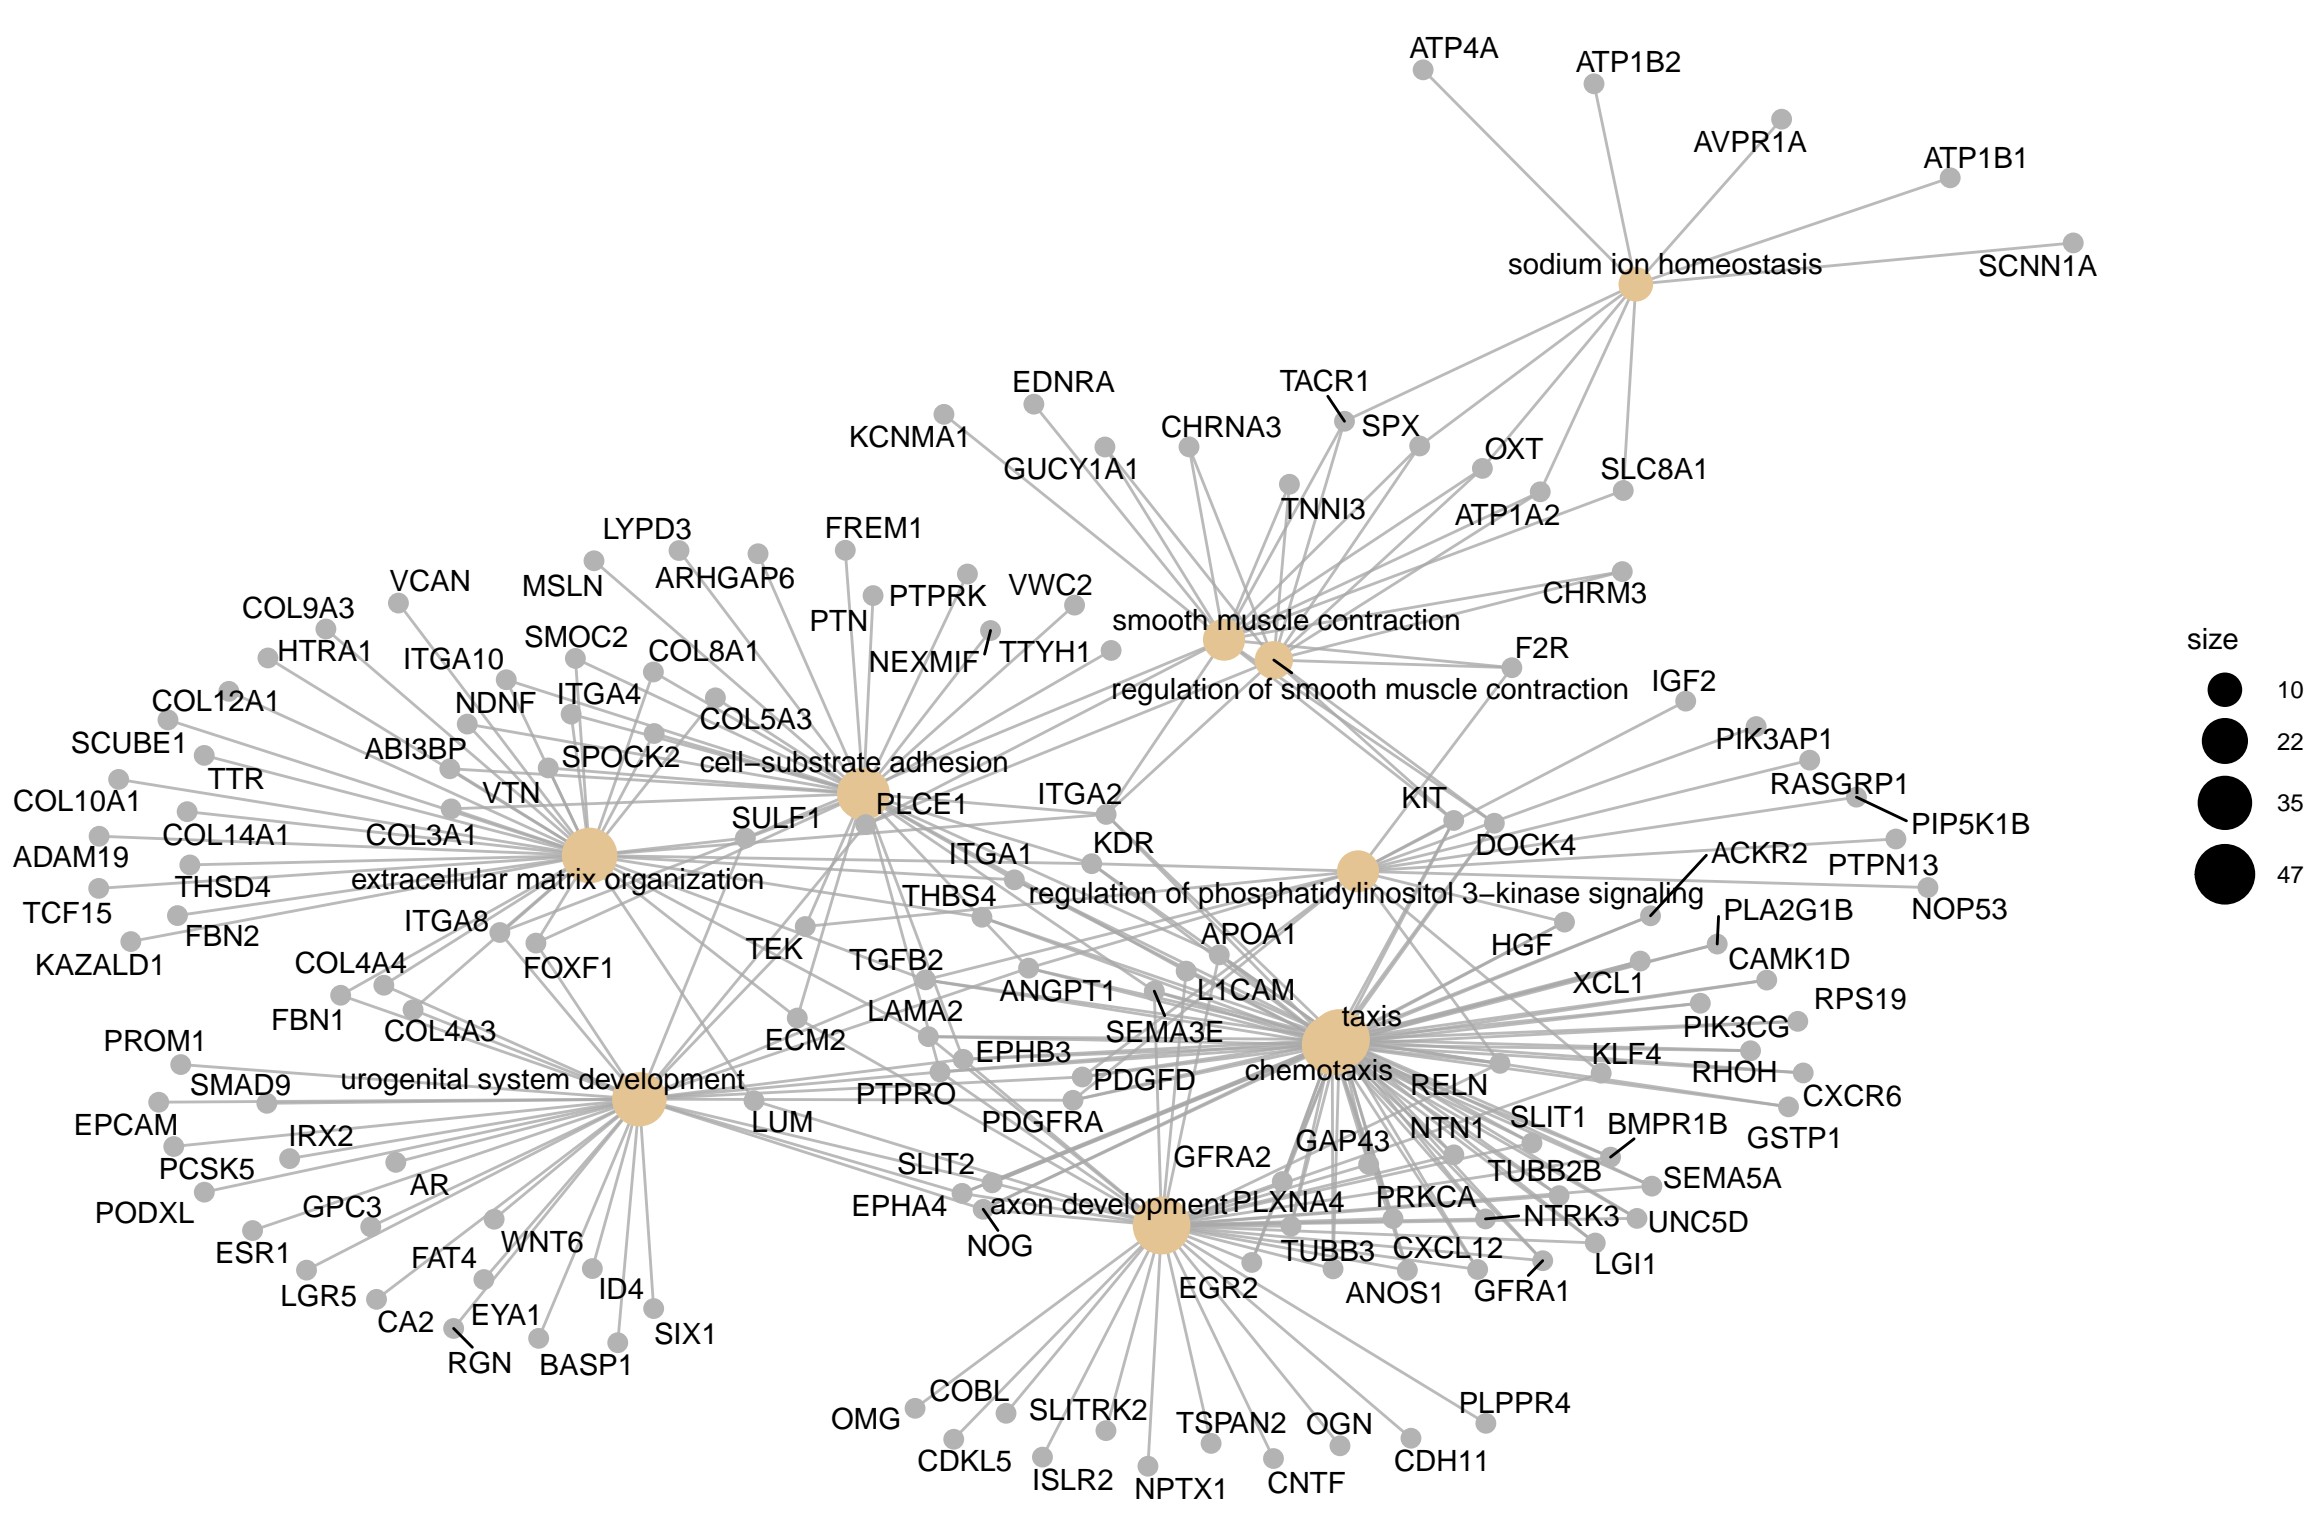 ATP4A
ATP1B2
AVPR1A
ATP1B1
sodium ion homeostasis
SCNN1A
EDNRA
TACR1
KCNMA1
CHRNA3
SPX
GUCY1A1
OXT
SLC8A1
TNNI3
ATP1A2
LYPD3
FREM1
VCAN
MSLN
ARHGAP6
PTPRK
VWC2
CHRM3
COL9A3
PTN
smooth muscle contraction
size
HTRA1
SMOC2
COL8A1
NEXMIF
TTYH1
F2R
ITGA10
regulation of smooth muscle contraction
IGF2
10
COL12A1
NDNF
ITGA4
COL5A3
PIK3AP1
22
SCUBE1
ABI3BP
SPOCK2
cell−substrate adhesion
TTR
VTN
RASGRP1
COL10A1
PLCE1
ITGA2
KIT
35
COL14A1
COL3A1
SULF1
PIP5K1B
ADAM19
ITGA1
KDR
DOCK4
ACKR2
PTPN13
THSD4
extracellular matrix organization
THBS4
regulation of phosphatidylinositol 3−kinase signaling
47
TCF15
ITGA8
PLA2G1B
NOP53
FBN2
TEK
APOA1
HGF
KAZALD1
COL4A4
FOXF1
TGFB2
CAMK1D
ANGPT1
L1CAM
XCL1
RPS19
FBN1
COL4A3
LAMA2
SEMA3E
taxis
PIK3CG
PROM1
ECM2
EPHB3
KLF4
SMAD9
urogenital system development
PTPRO
PDGFD
chemotaxis
RELN
RHOH
CXCR6
EPCAM
IRX2
LUM
PDGFRA
SLIT1
BMPR1B
GSTP1
PCSK5
AR
SLIT2
GFRA2
GAP43
NTN1
TUBB2B
SEMA5A
PODXL
GPC3
EPHA4
axon development
PLXNA4
PRKCA
NTRK3
UNC5D
ESR1
FAT4
WNT6
NOG
TUBB3
CXCL12
LGI1
LGR5
ID4
EGR2
ANOS1
GFRA1
CA2
EYA1
SIX1
RGN
BASP1
COBL
SLITRK2
PLPPR4
OMG
TSPAN2
OGN
CDKL5
ISLR2
NPTX1
CNTF
CDH11